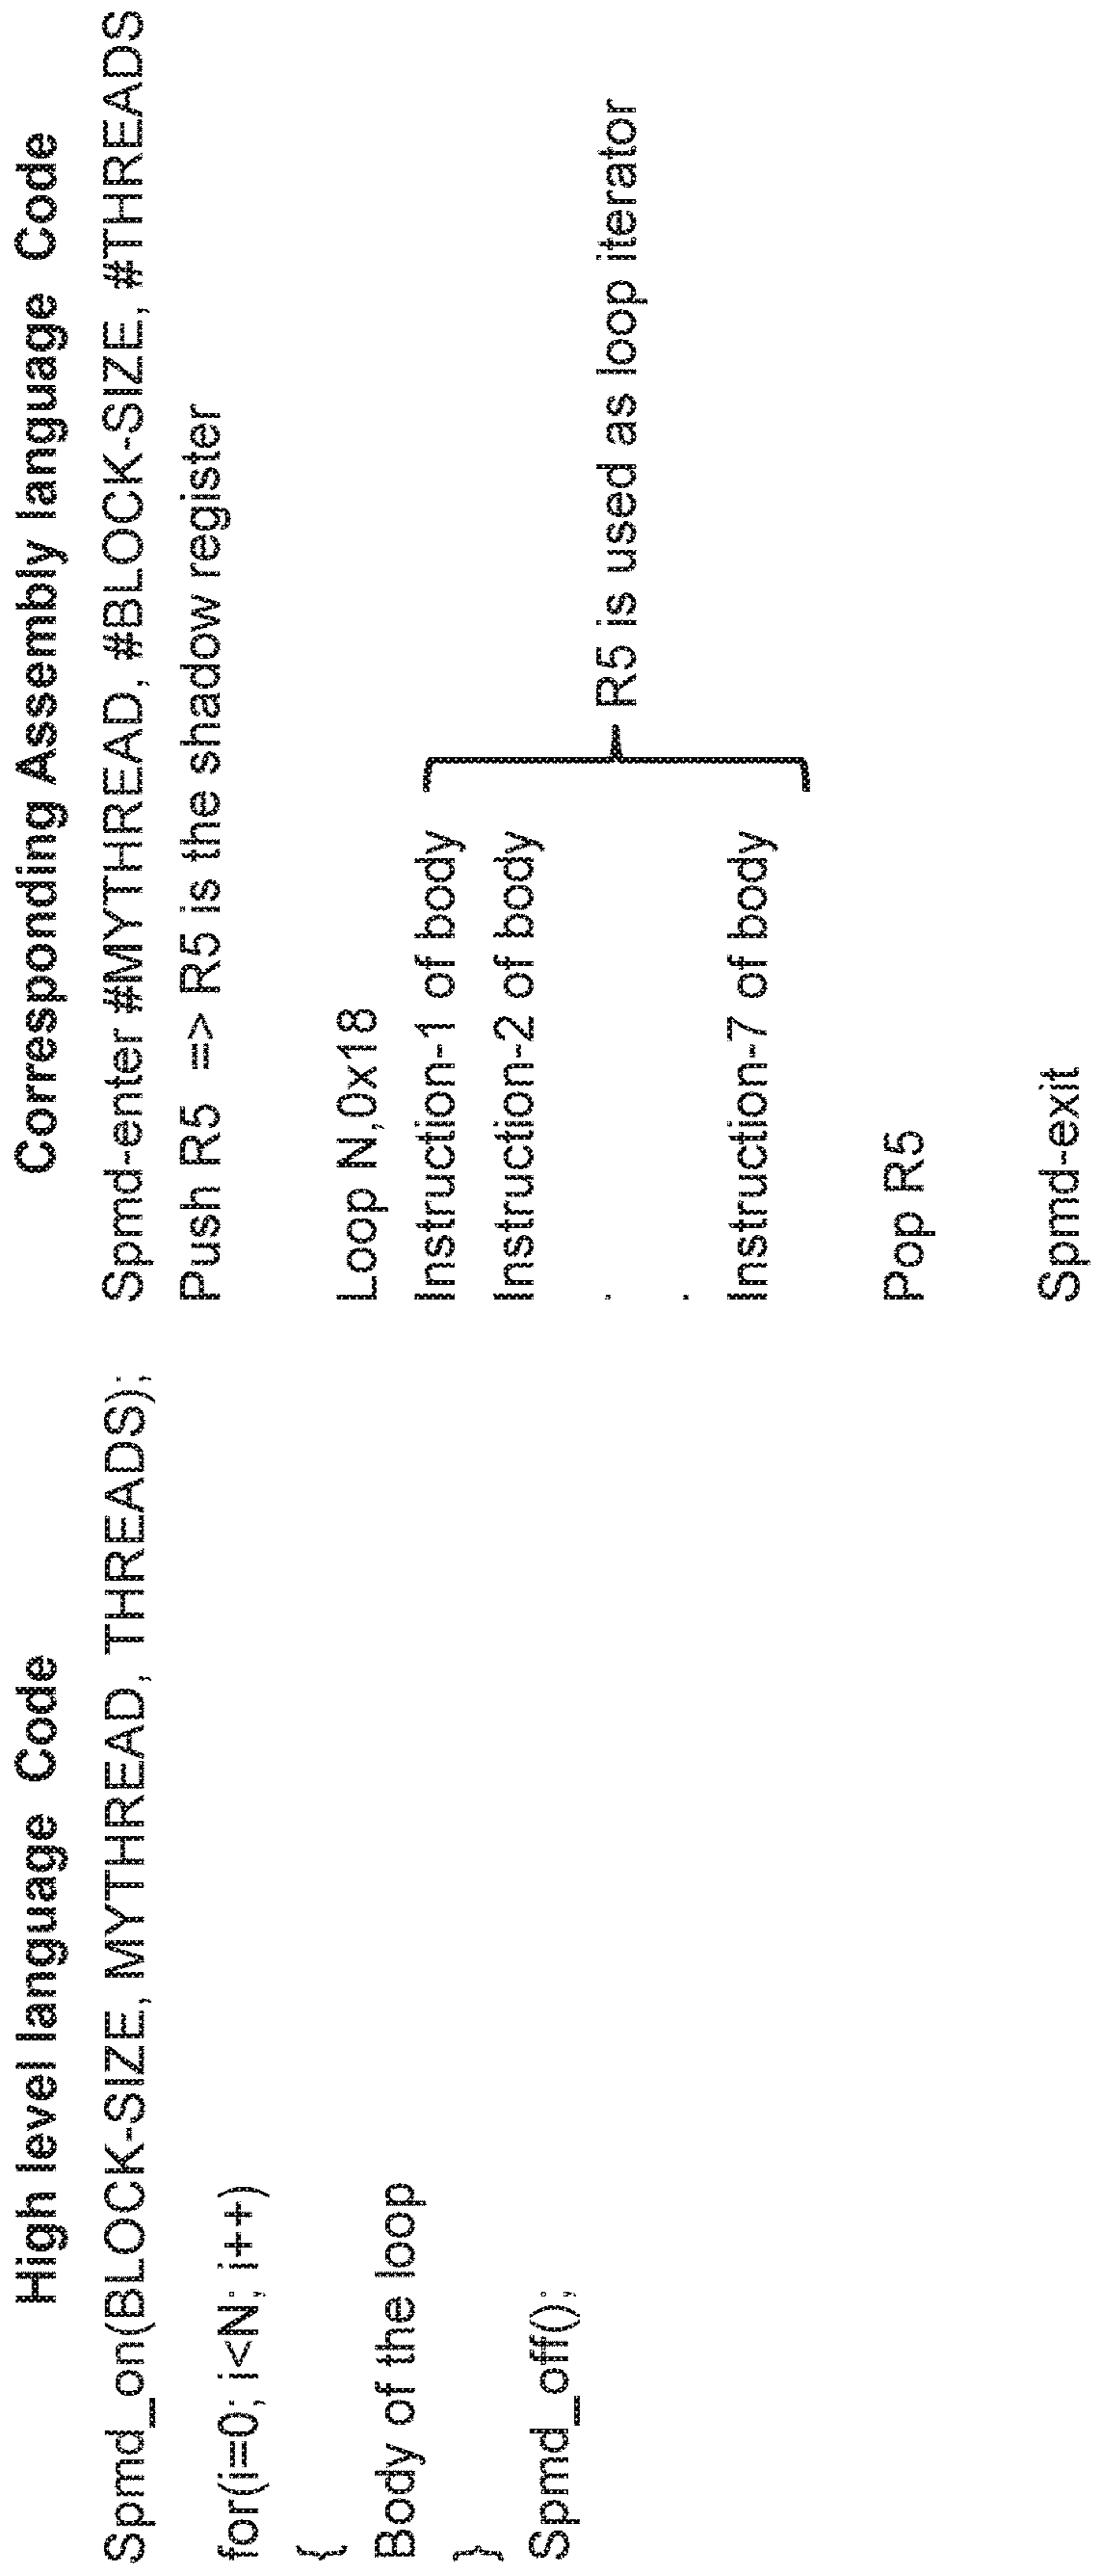 High level language Code
Spmd_on(BLOCK-SIZE, MYTHREAD, THREADS);
for(i=0; i<N; i++)
{
Body of the loop
}
Spmd_off();
Corresponding Assembly language Code
Spmd-enter #MYTHREAD, #BLOCK-SIZE, #THREADS
Push R5 => R5 is the shadow register
Loop N,0x18
Instruction-1 of body
Instruction-2 of body
.
.
Instruction-7 of body
R5 is used as loop iterator
Pop R5
Spmd-exit